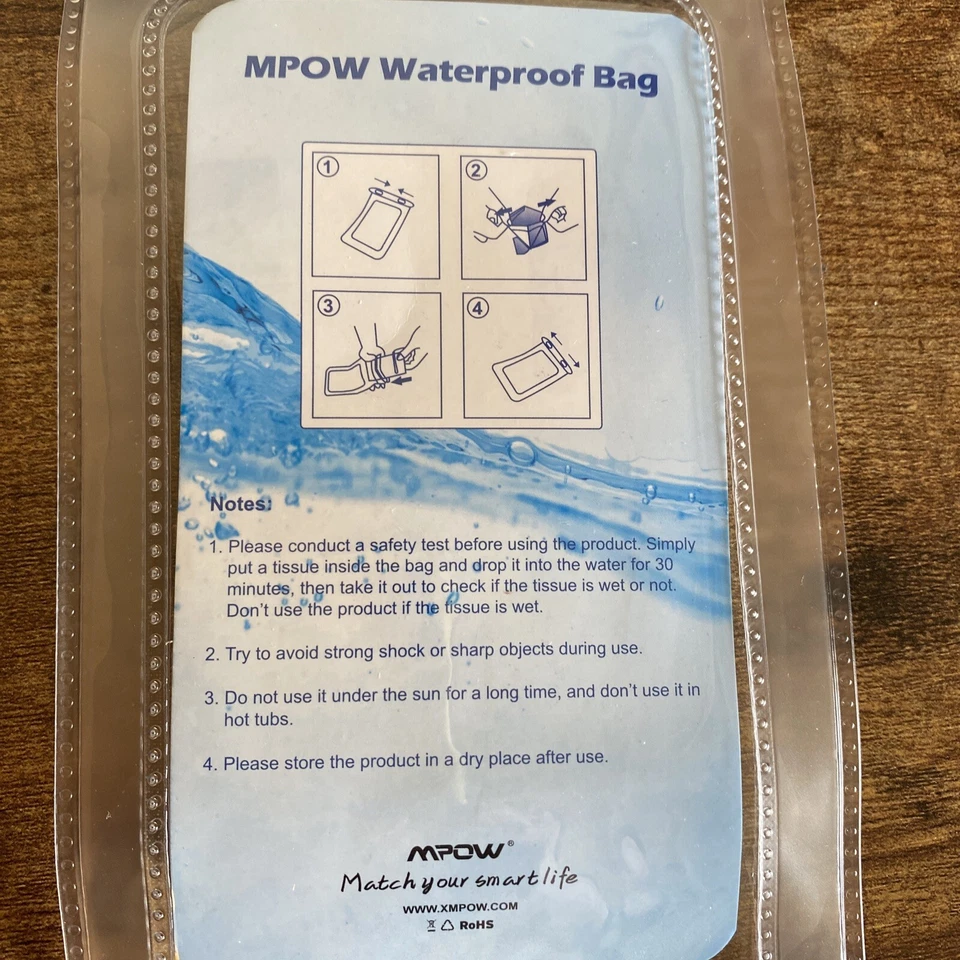 MPOW Waterproof Bag
1
2
3
4
Notes:
1. Please conduct a safety test before using the product. Simply
put a tissue inside the bag and drop it into the water for 30
minutes, then take it out to check if the tissue is wet or not.
Don't use the product if the tissue is wet.
2. Try to avoid strong shock or sharp objects during use.
3. Do not use it under the sun for a long time, and don't use it in
hot tubs.
4. Please store the product in a dry place after use.
MPOW®
Match your smart life
WWW.XMPOW.COM
RoHS